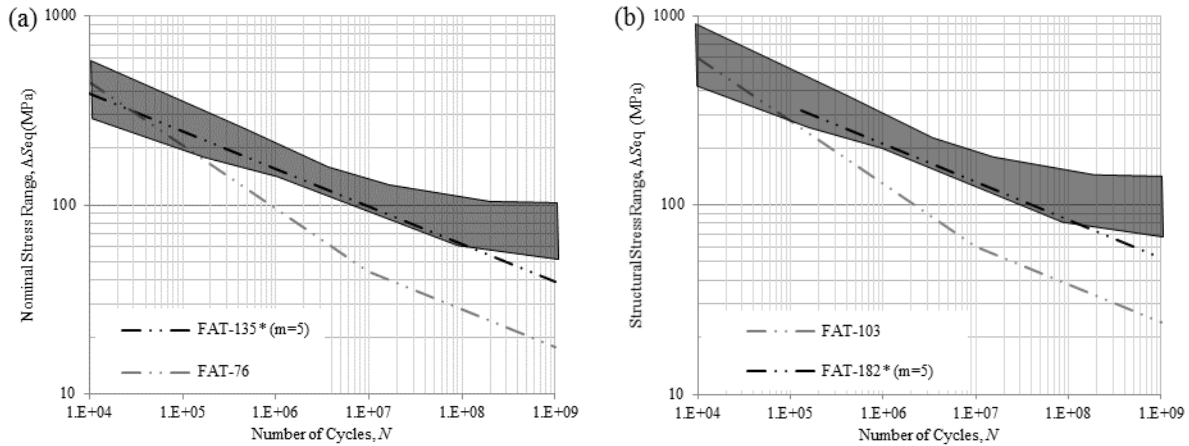 (a)
1000
100
10
Nominal Stress Range, ΔSeq(MPa)
FAT-135* (m=5)
FAT-76
1.E+04 1.E+05 1.E+06 1.E+07 1.E+08 1.E+09
Number of Cycles, N
(b)
1000
100
10
Structural Stress Range, ΔSeq (MPa)
FAT-103
FAT-182* (m=5)
1.E+04 1.E+05 1.E+06 1.E+07 1.E+08 1.E+09
Number of Cycles, N